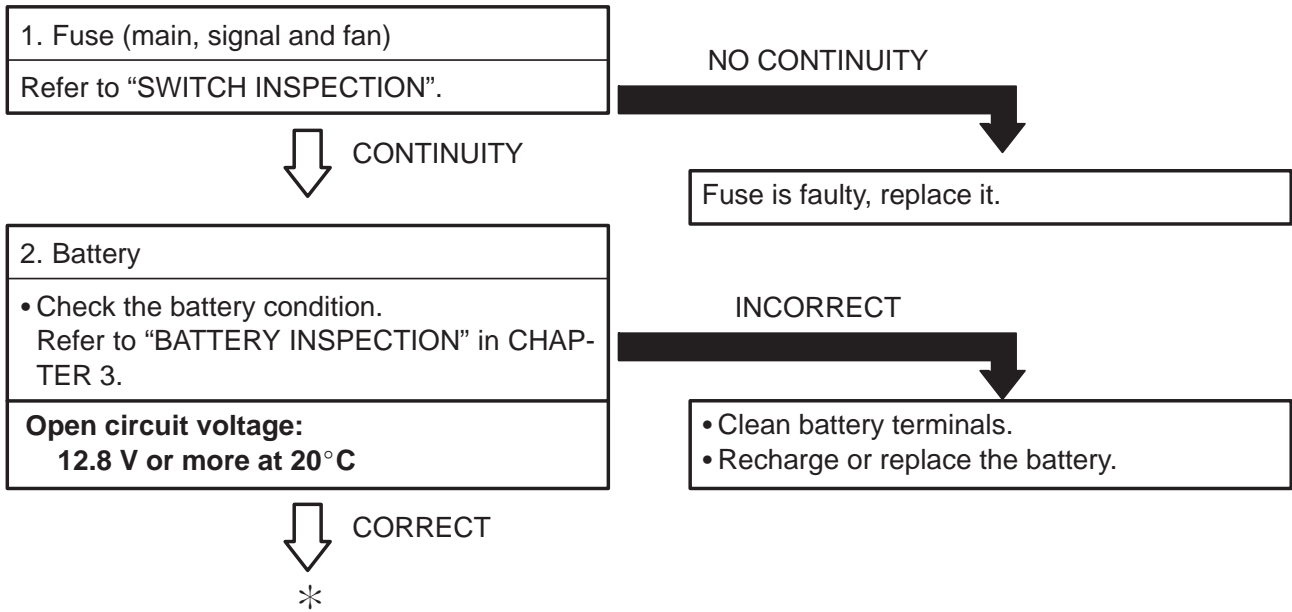 1. Fuse (main, signal and fan)
Refer to “SWITCH INSPECTION”.
NO CONTINUITY
CONTINUITY
Fuse is faulty, replace it.
2. Battery
• Check the battery condition.
Refer to “BATTERY INSPECTION” in CHAP-
TER 3.
INCORRECT
Open circuit voltage:
12.8 V or more at 20°C
• Clean battery terminals.
• Recharge or replace the battery.
CORRECT
*